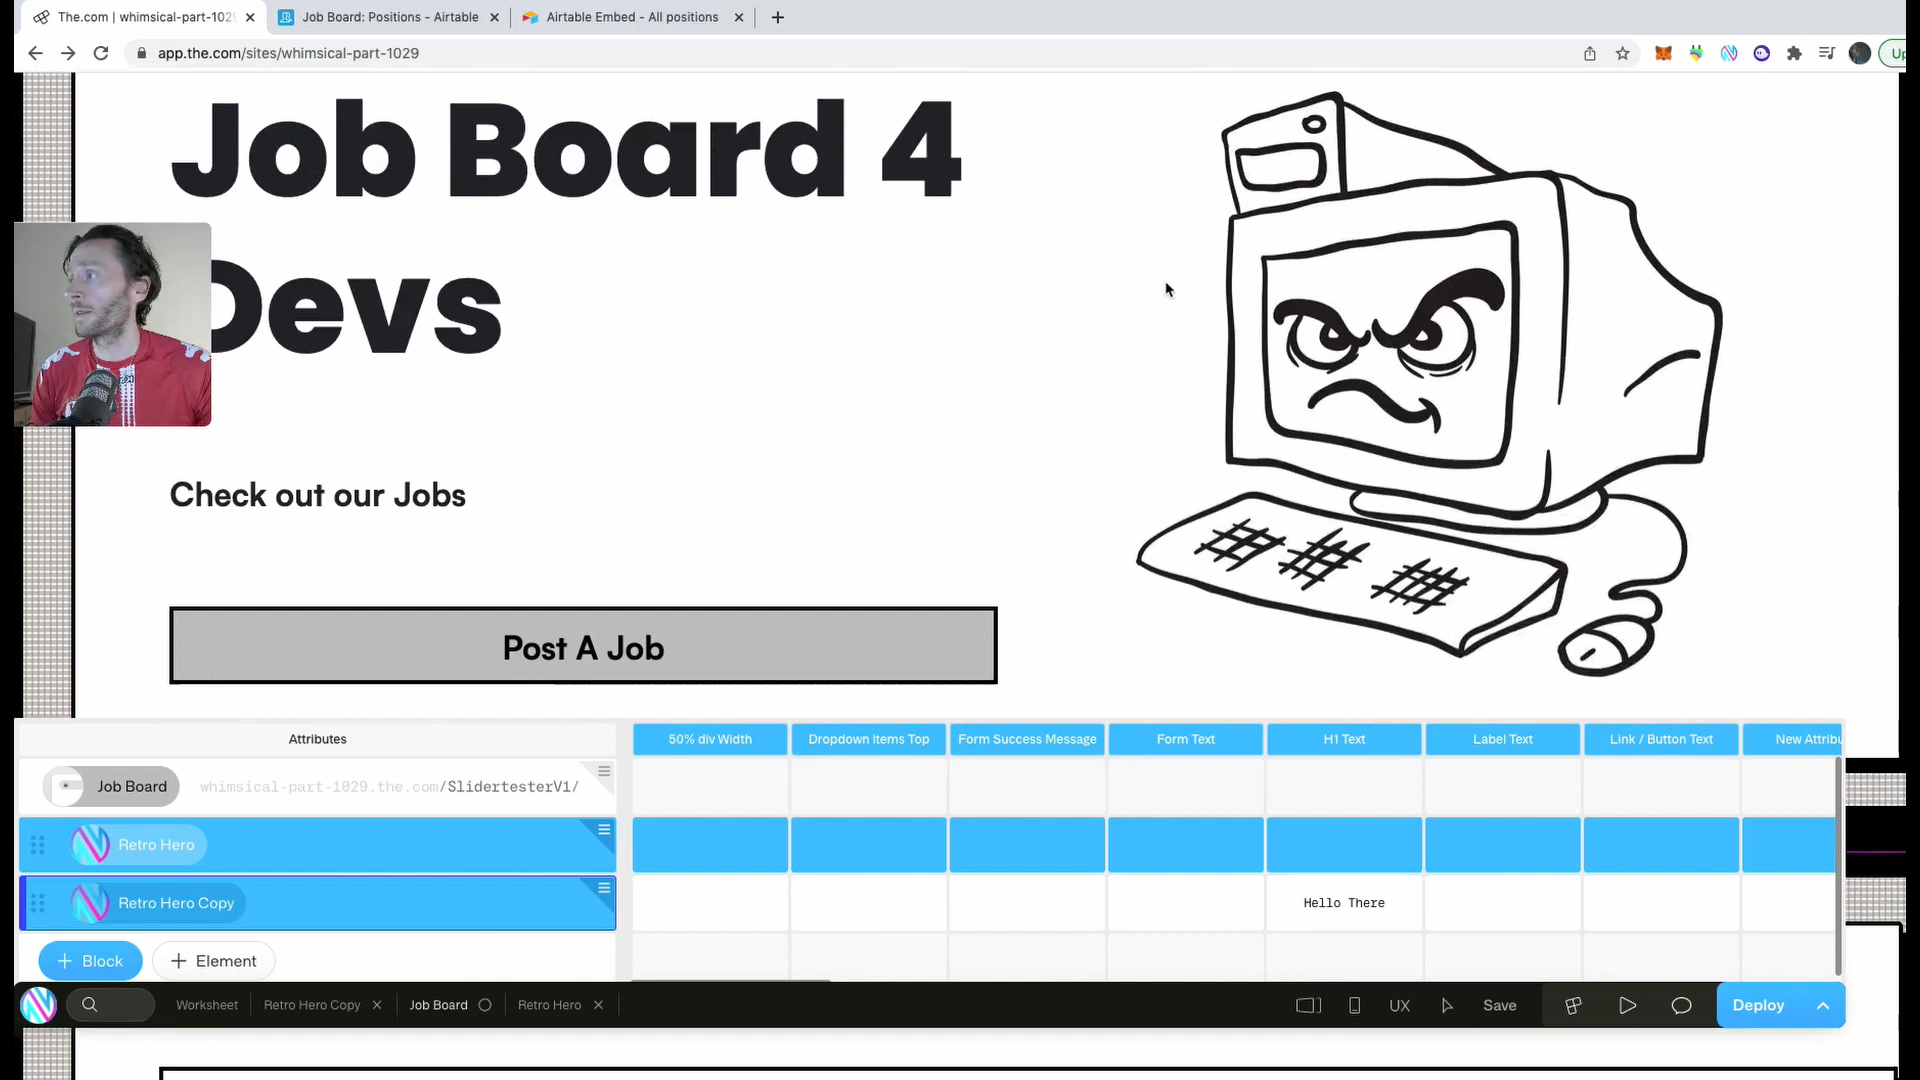 The.com | whimsical-part-1029
Job Board: Positions - Airtable
Airtable Embed - All positions
app.the.com/sites/whimsical-part-1029
Job Board 4
Devs
Check out our Jobs
Post A Job
Attributes
50% div Width
Dropdown items Top
Form Success Message
Form Text
H1 Text
Label Text
Link / Button Text
New Attribu
Job Board
whimsical-part-1029.the.com/SlidertesterV1/
Retro Hero
Retro Hero Copy
Hello There
+ Block
+ Element
Worksheet
Retro Hero Copy
Job Board
Retro Hero
UX
Save
Deploy